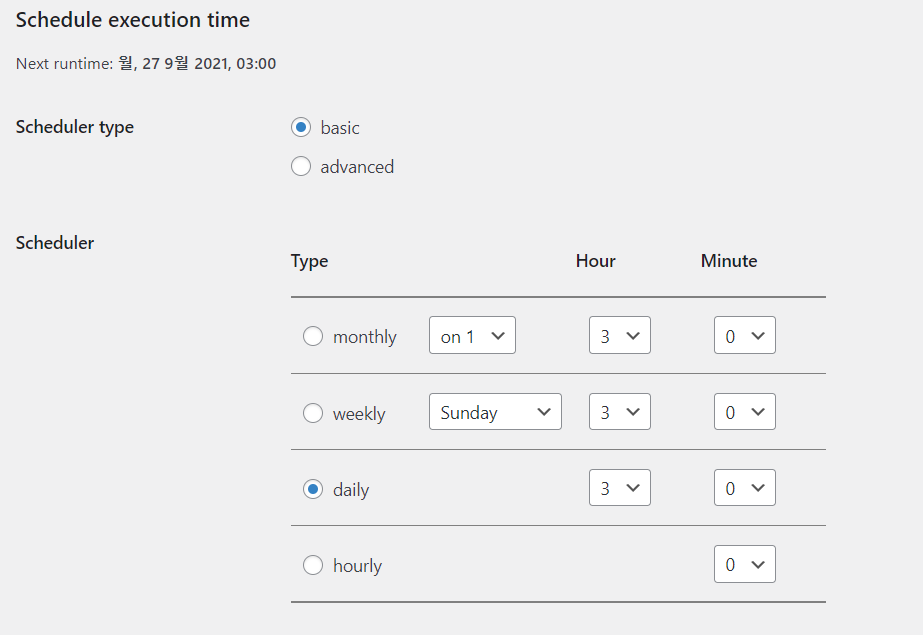 Schedule execution time
Next runtime: 월, 27 9월 2021, 03:00
Scheduler type
basic
advanced
Scheduler
Type Hour Minute
monthly on 1 3 0
weekly Sunday 3 0
daily 3 0
hourly 0